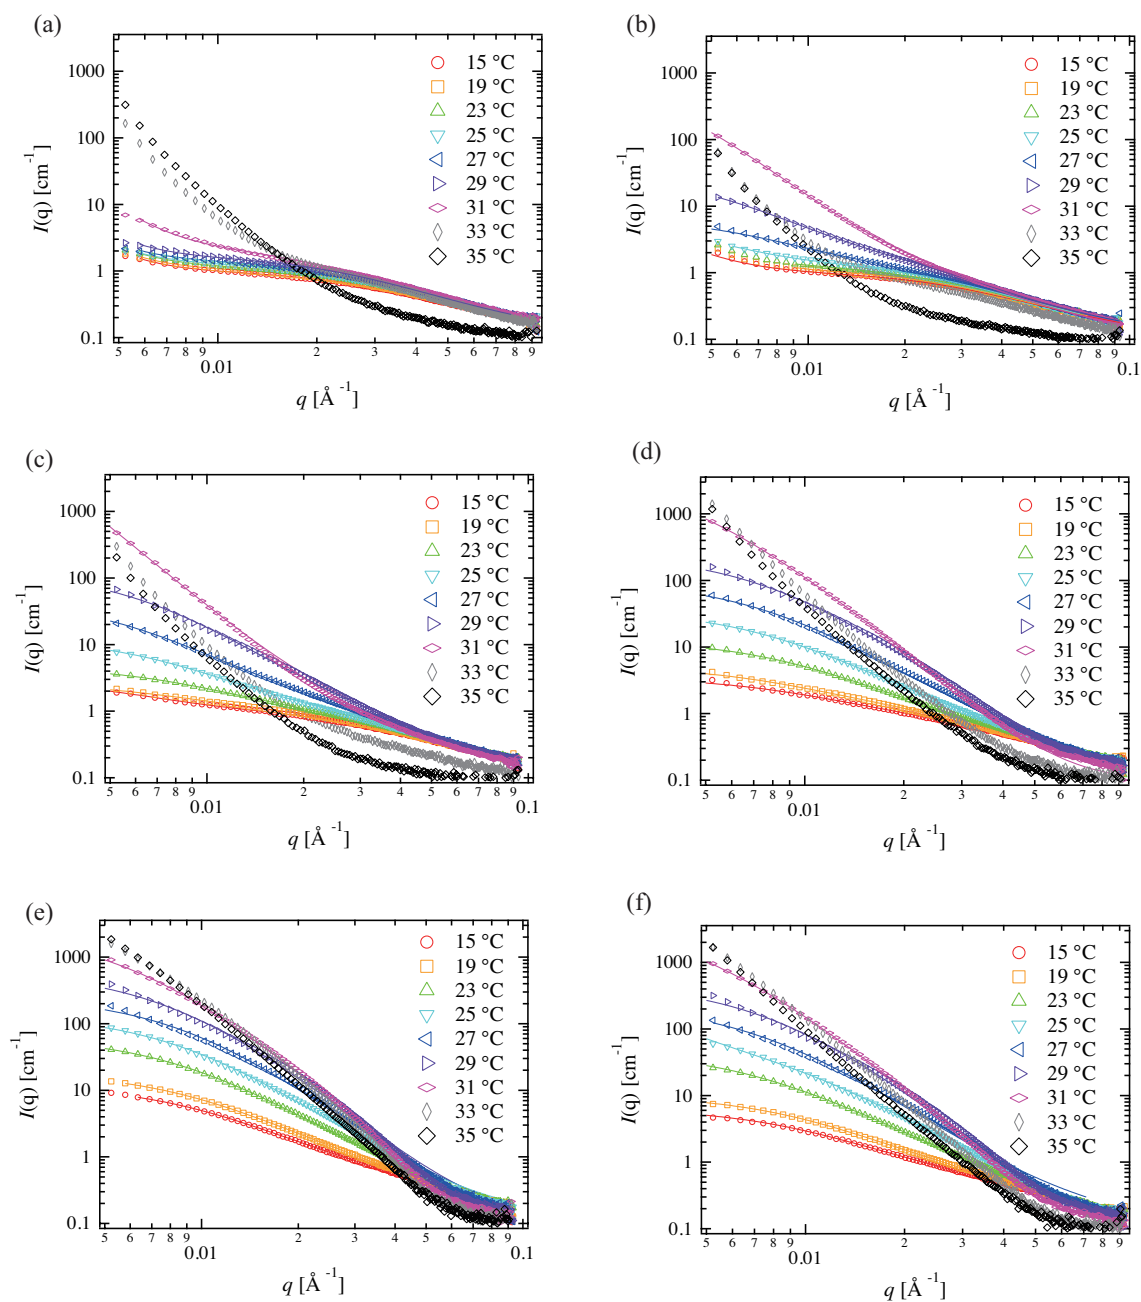 (a)
1000
100
10
1
0.1
I(q) [cm⁻¹]
15 °C
19 °C
23 °C
25 °C
27 °C
29 °C
31 °C
33 °C
35 °C
5 6 7 8 9 2 3 4 5 6 7 8 9
0.01
q [Å⁻¹]
(b)
1000
100
10
1
0.1
I(q) [cm⁻¹]
15 °C
19 °C
23 °C
25 °C
27 °C
29 °C
31 °C
33 °C
35 °C
5 6 7 8 9 2 3 4 5 6 7 8 9
0.01 0.1
q [Å⁻¹]
(c)
1000
100
10
1
0.1
I(q) [cm⁻¹]
15 °C
19 °C
23 °C
25 °C
27 °C
29 °C
31 °C
33 °C
35 °C
5 6 7 8 9 2 3 4 5 6 7 8 9
0.01 0.1
q [Å⁻¹]
(d)
1000
100
10
1
0.1
I(q) [cm⁻¹]
15 °C
19 °C
23 °C
25 °C
27 °C
29 °C
31 °C
33 °C
35 °C
5 6 7 8 9 2 3 4 5 6 7 8 9
0.01
q [Å⁻¹]
(e)
1000
100
10
1
0.1
I(q) [cm⁻¹]
15 °C
19 °C
23 °C
25 °C
27 °C
29 °C
31 °C
33 °C
35 °C
5 6 7 8 9 2 3 4 5 6 7 8 9
0.01 0.1
q [Å⁻¹]
(f)
1000
100
10
1
0.1
I(q) [cm⁻¹]
15 °C
19 °C
23 °C
25 °C
27 °C
29 °C
31 °C
33 °C
35 °C
5 6 7 8 9 2 3 4 5 6 7 8 9
0.01
q [Å⁻¹]